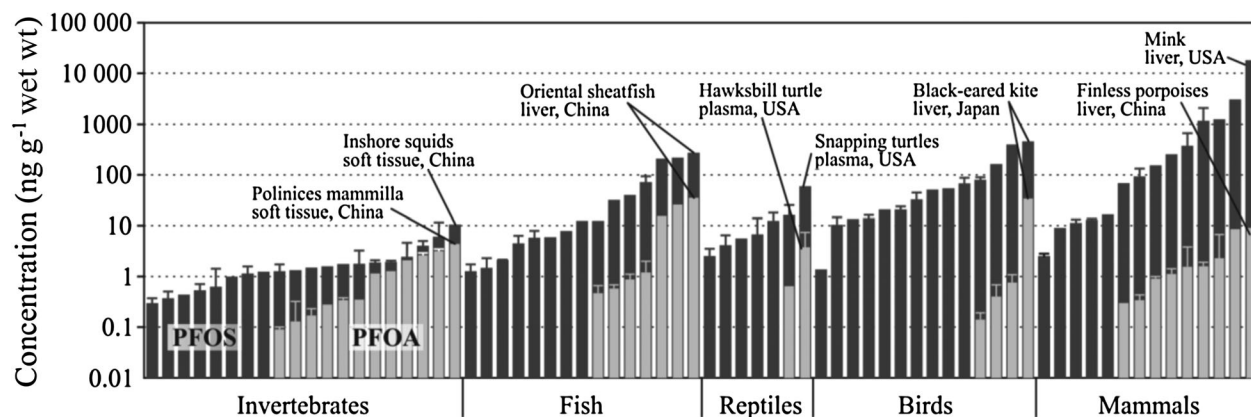 Concentration (ng g⁻¹ wet wt)
100 000
10 000
1000
100
10
1
0.1
0.01
Inshore squids
soft tissue, China
Polinices mammilla
soft tissue, China
Oriental sheatfish
liver, China
Hawksbill turtle
plasma, USA
Snapping turtles
plasma, USA
Black-eared kite
liver, Japan
Mink
liver, USA
Finless porpoises
liver, China
PFOS
PFOA
Invertebrates
Fish
Reptiles
Birds
Mammals